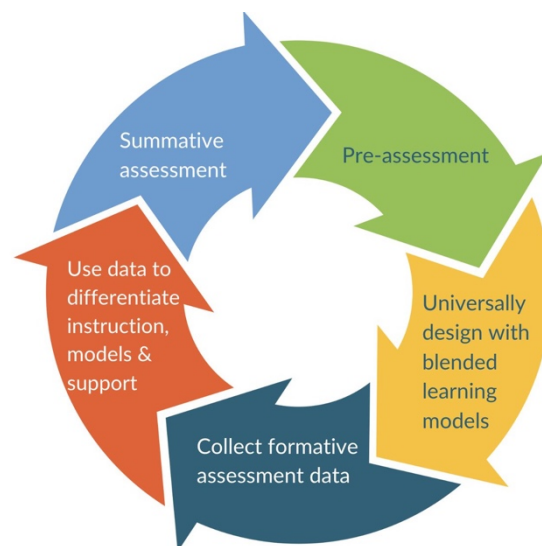 Summative
assessment
Pre-assessment
Universally
design with
blended
learning
models
Collect formative
assessment data
Use data to
differentiate
instruction,
models &
support